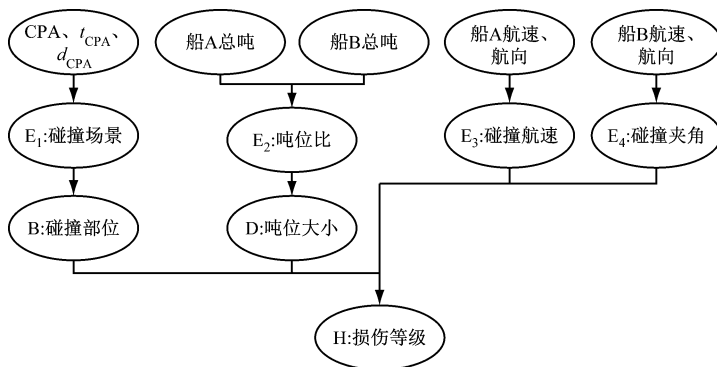 CPA、t_CPA、
d_CPA
船A总吨
船B总吨
船A航速、
航向
船B航速、
航向
E₁:碰撞场景
E₂:吨位比
E₃:碰撞航速
E₄:碰撞夹角
B:碰撞部位
D:吨位大小
H:损伤等级